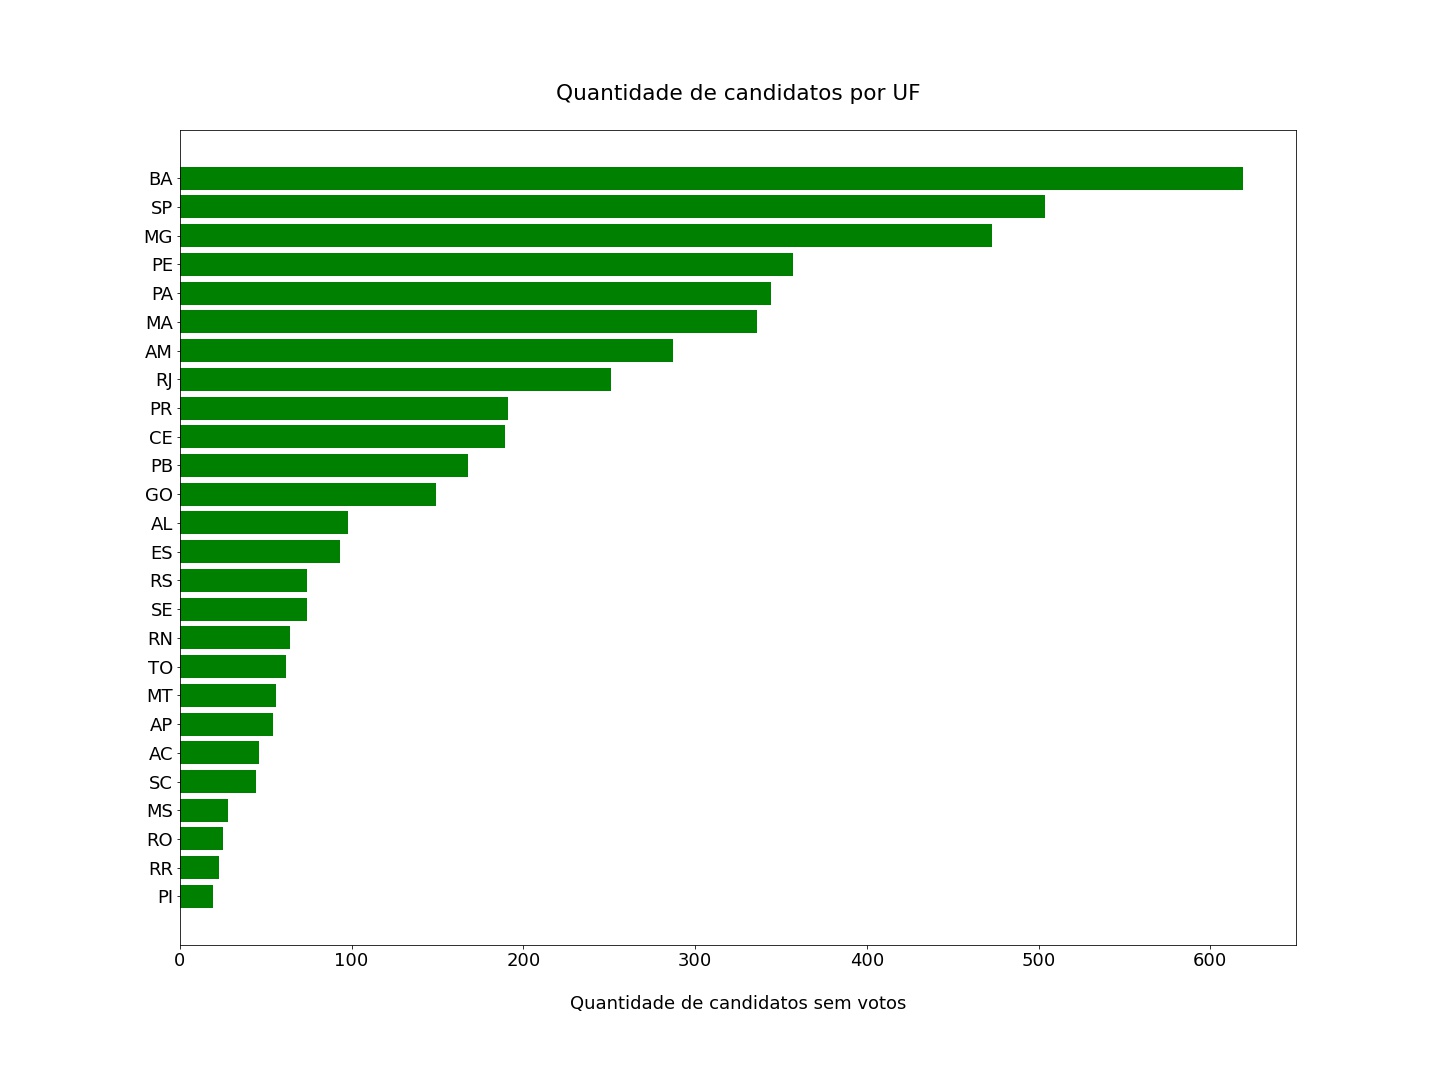 Quantidade de candidatos por UF
BA
SP
MG
PE
PA
MA
AM
RJ
PR
CE
PB
GO
AL
ES
RS
SE
RN
TO
MT
AP
AC
SC
MS
RO
RR
PI
0 100 200 300 400 500 600
Quantidade de candidatos sem votos